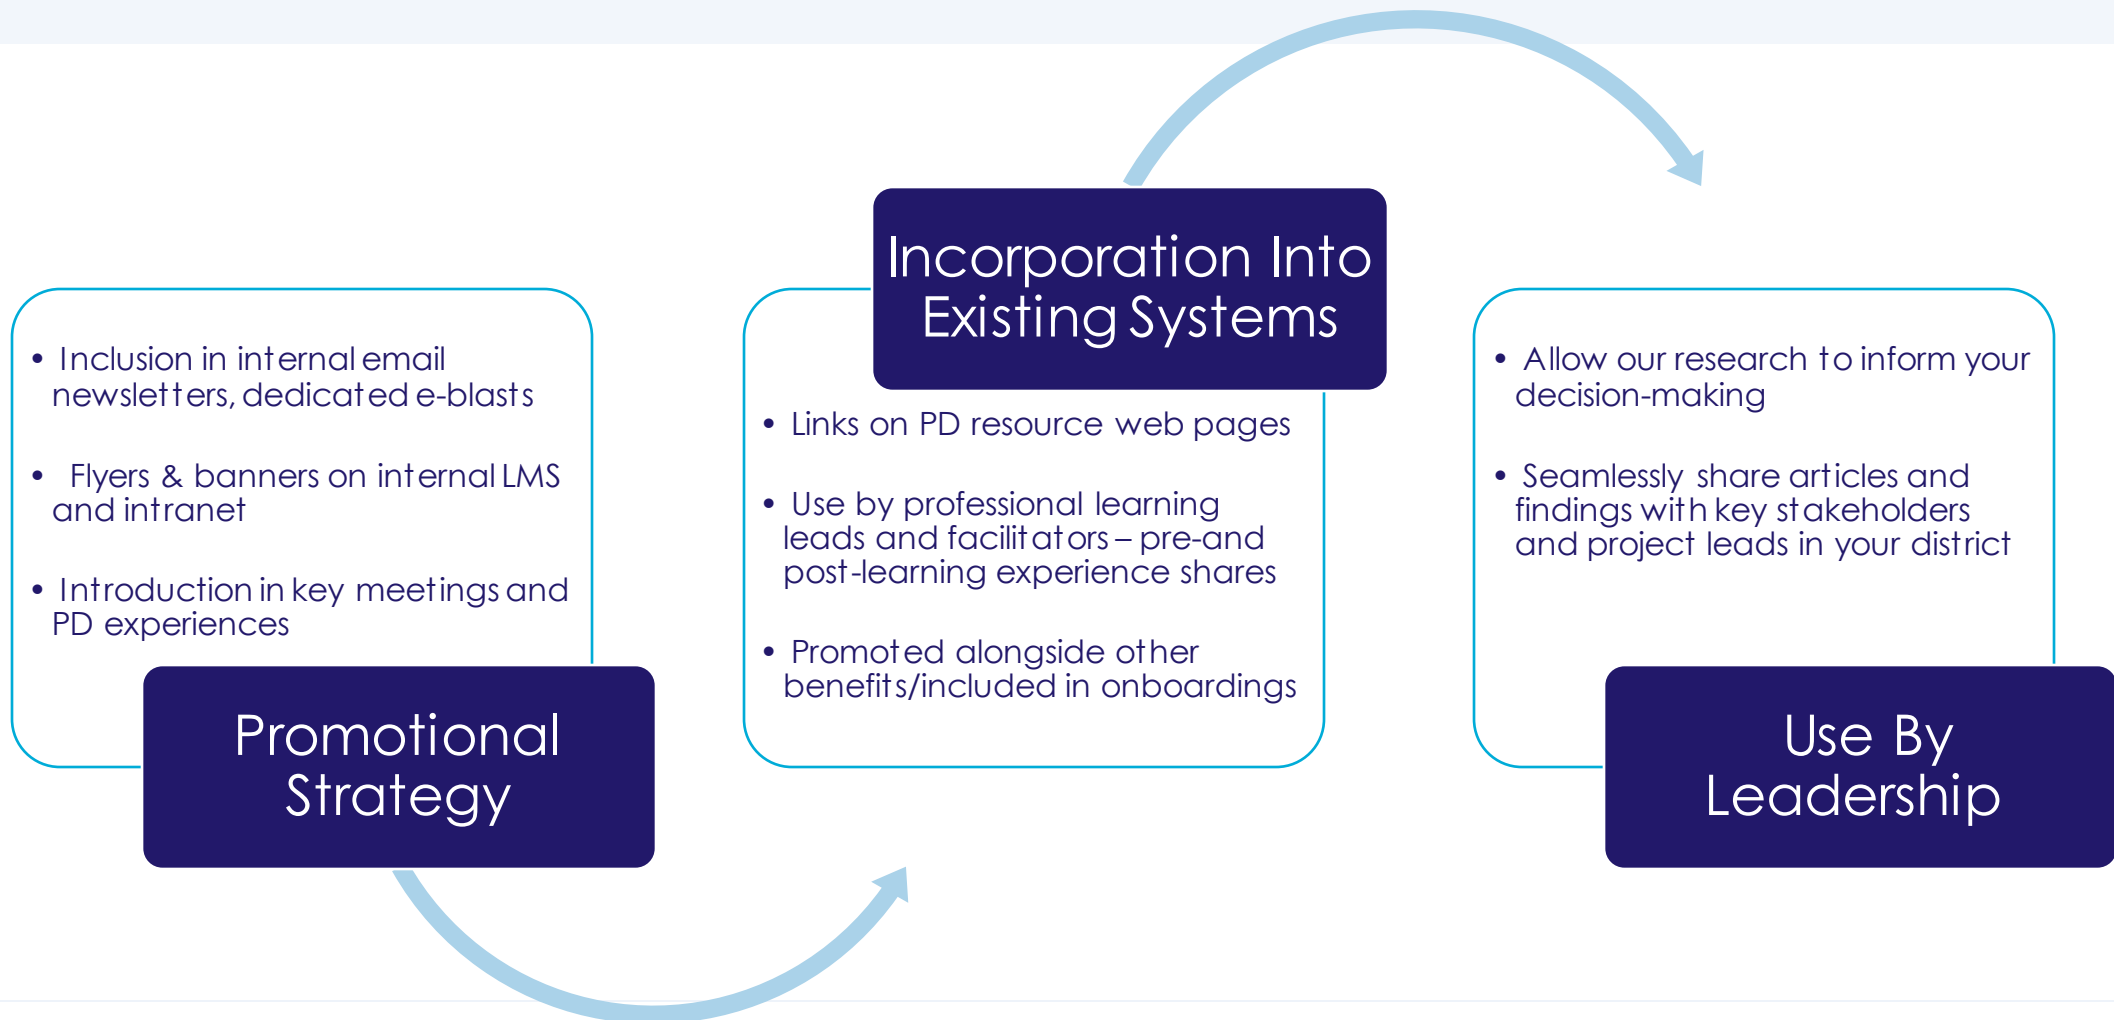 • Inclusion in internal email
newsletters, dedicated e-blasts
• Flyers & banners on internal LMS
and intranet
• Introduction in key meetings and
PD experiences
Promotional
Strategy
Incorporation Into
Existing Systems
• Links on PD resource web pages
• Use by professional learning
leads and facilitators – pre-and
post-learning experience shares
• Promoted alongside other
benefits/included in onboardings
• Allow our research to inform your
decision-making
• Seamlessly share articles and
findings with key stakeholders
and project leads in your district
Use By
Leadership